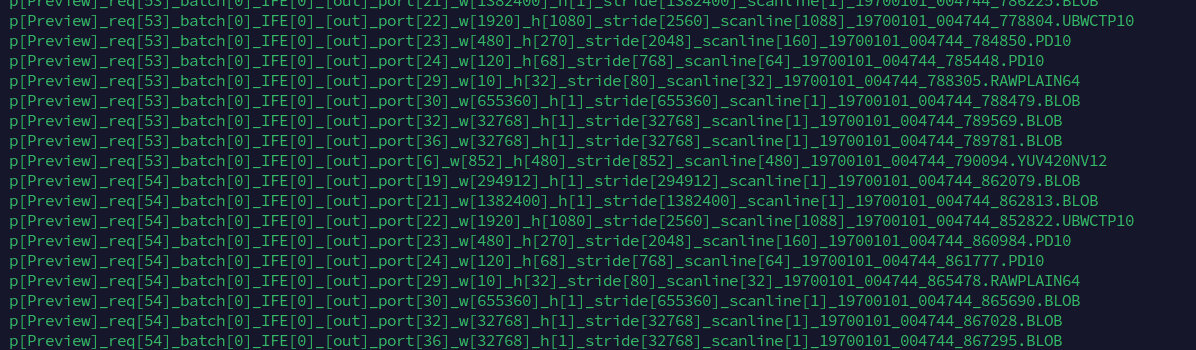 p[Preview]_req[53]_batch[0]_IFE[0]_[out]_port[21]_w[1382400]_h[1]_stride[1382400]_scanline[1]_19700101_004744_786225.BLOB
p[Preview]_req[53]_batch[0]_IFE[0]_[out]_port[22]_w[1920]_h[1080]_stride[2560]_scanline[1088]_19700101_004744_778804.UBWCTP10
p[Preview]_req[53]_batch[0]_IFE[0]_[out]_port[23]_w[480]_h[270]_stride[2048]_scanline[160]_19700101_004744_784850.PD10
p[Preview]_req[53]_batch[0]_IFE[0]_[out]_port[24]_w[120]_h[68]_stride[768]_scanline[64]_19700101_004744_785448.PD10
p[Preview]_req[53]_batch[0]_IFE[0]_[out]_port[29]_w[10]_h[32]_stride[80]_scanline[32]_19700101_004744_788305.RAWPLAIN64
p[Preview]_req[53]_batch[0]_IFE[0]_[out]_port[30]_w[655360]_h[1]_stride[655360]_scanline[1]_19700101_004744_788479.BLOB
p[Preview]_req[53]_batch[0]_IFE[0]_[out]_port[32]_w[32768]_h[1]_stride[32768]_scanline[1]_19700101_004744_789569.BLOB
p[Preview]_req[53]_batch[0]_IFE[0]_[out]_port[36]_w[32768]_h[1]_stride[32768]_scanline[1]_19700101_004744_789781.BLOB
p[Preview]_req[53]_batch[0]_IFE[0]_[out]_port[6]_w[852]_h[480]_stride[852]_scanline[480]_19700101_004744_790094.YUV420NV12
p[Preview]_req[54]_batch[0]_IFE[0]_[out]_port[19]_w[294912]_h[1]_stride[294912]_scanline[1]_19700101_004744_862079.BLOB
p[Preview]_req[54]_batch[0]_IFE[0]_[out]_port[21]_w[1382400]_h[1]_stride[1382400]_scanline[1]_19700101_004744_862813.BLOB
p[Preview]_req[54]_batch[0]_IFE[0]_[out]_port[22]_w[1920]_h[1080]_stride[2560]_scanline[1088]_19700101_004744_852822.UBWCTP10
p[Preview]_req[54]_batch[0]_IFE[0]_[out]_port[23]_w[480]_h[270]_stride[2048]_scanline[160]_19700101_004744_860984.PD10
p[Preview]_req[54]_batch[0]_IFE[0]_[out]_port[24]_w[120]_h[68]_stride[768]_scanline[64]_19700101_004744_861777.PD10
p[Preview]_req[54]_batch[0]_IFE[0]_[out]_port[29]_w[10]_h[32]_stride[80]_scanline[32]_19700101_004744_865478.RAWPLAIN64
p[Preview]_req[54]_batch[0]_IFE[0]_[out]_port[30]_w[655360]_h[1]_stride[655360]_scanline[1]_19700101_004744_865690.BLOB
p[Preview]_req[54]_batch[0]_IFE[0]_[out]_port[32]_w[32768]_h[1]_stride[32768]_scanline[1]_19700101_004744_867028.BLOB
p[Preview]_req[54]_batch[0]_IFE[0]_[out]_port[36]_w[32768]_h[1]_stride[32768]_scanline[1]_19700101_004744_867295.BLOB